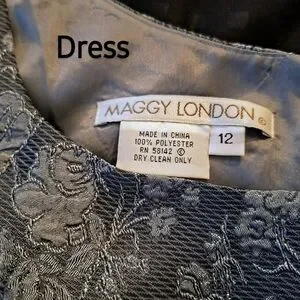 Dress
MAGGY LONDON ®
MADE IN CHINA
100% POLYESTER
RN 58142 ©
DRY CLEAN ONLY
12